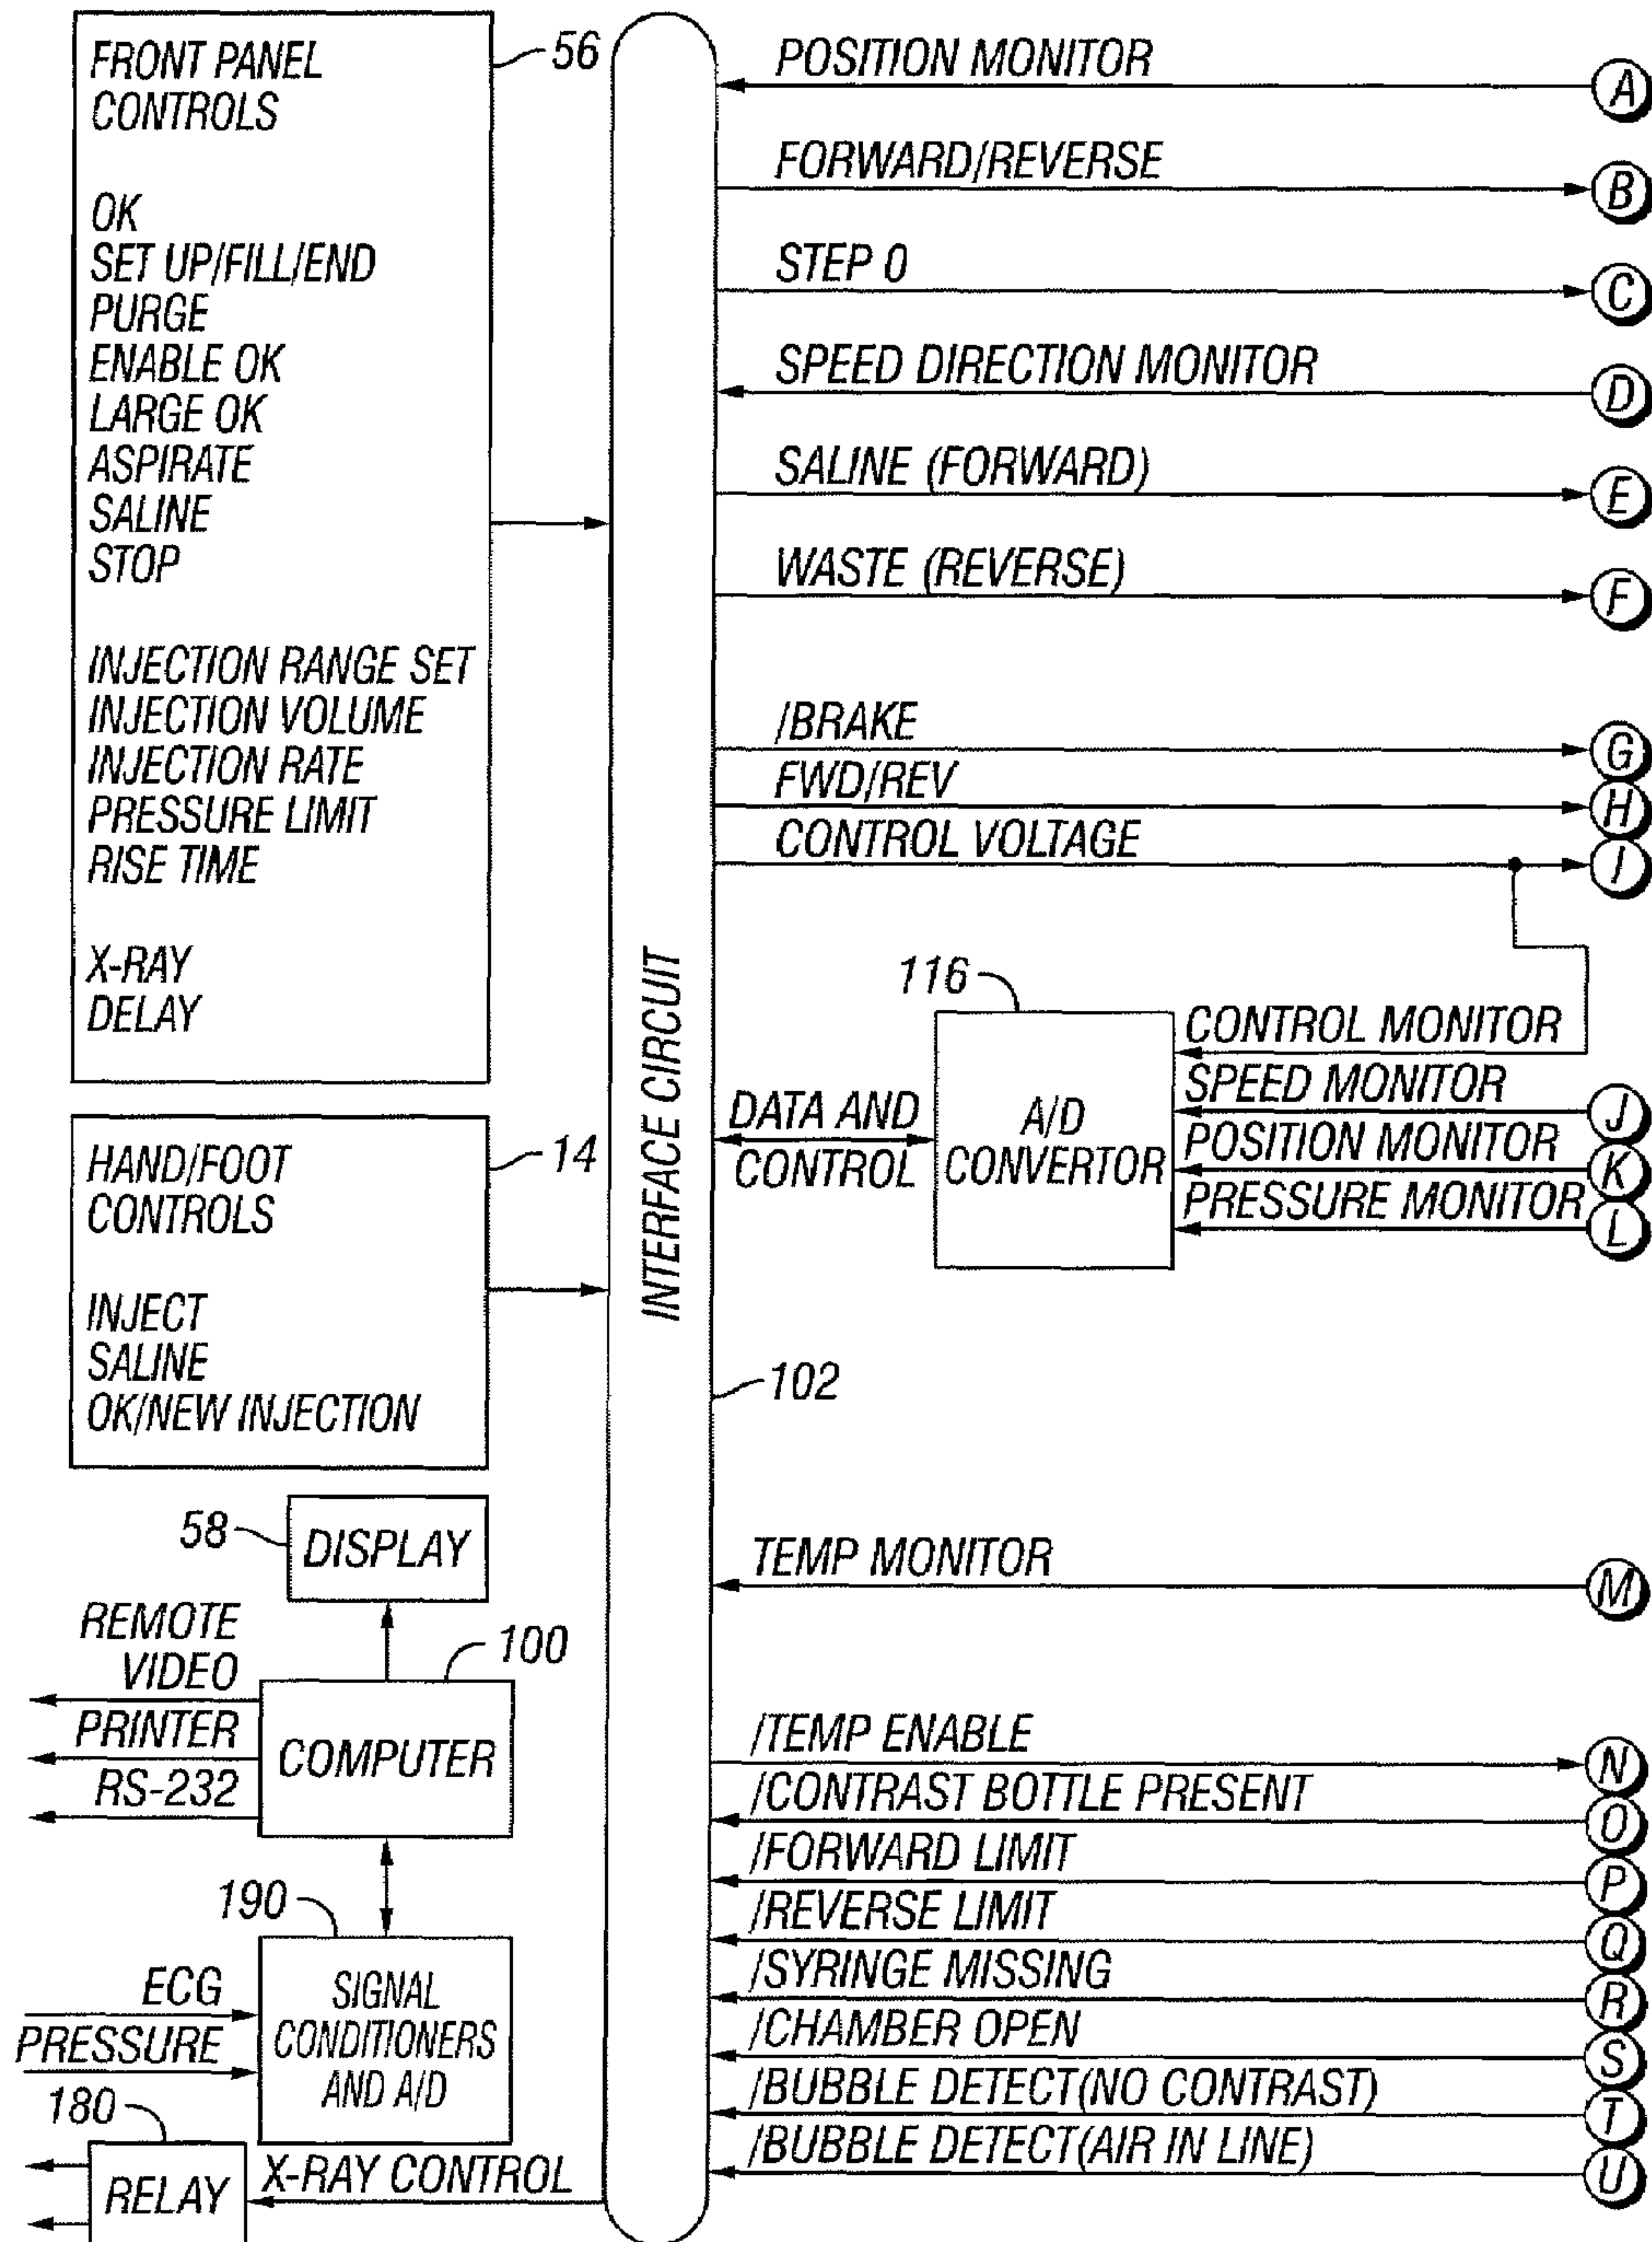 FRONT PANEL
CONTROLS
OK
SET UP/FILL/END
PURGE
ENABLE OK
LARGE OK
ASPIRATE
SALINE
STOP
INJECTION RANGE SET
INJECTION VOLUME
INJECTION RATE
PRESSURE LIMIT
RISE TIME
X-RAY
DELAY
56
HAND/FOOT
CONTROLS
INJECT
SALINE
OK/NEW INJECTION
14
58
DISPLAY
REMOTE
VIDEO
PRINTER
RS-232
100
COMPUTER
190
ECG
PRESSURE
SIGNAL
CONDITIONERS
AND A/D
180
RELAY
X-RAY CONTROL
INTERFACE CIRCUIT
102
POSITION MONITOR
A
FORWARD/REVERSE
B
STEP 0
C
SPEED DIRECTION MONITOR
D
SALINE (FORWARD)
E
WASTE (REVERSE)
F
/BRAKE
G
FWD/REV
H
CONTROL VOLTAGE
I
116
DATA AND
CONTROL
A/D
CONVERTOR
CONTROL MONITOR
SPEED MONITOR
J
POSITION MONITOR
K
PRESSURE MONITOR
L
TEMP MONITOR
M
/TEMP ENABLE
N
/CONTRAST BOTTLE PRESENT
O
/FORWARD LIMIT
P
/REVERSE LIMIT
Q
/SYRINGE MISSING
R
/CHAMBER OPEN
S
/BUBBLE DETECT(NO CONTRAST)
T
/BUBBLE DETECT(AIR IN LINE)
U